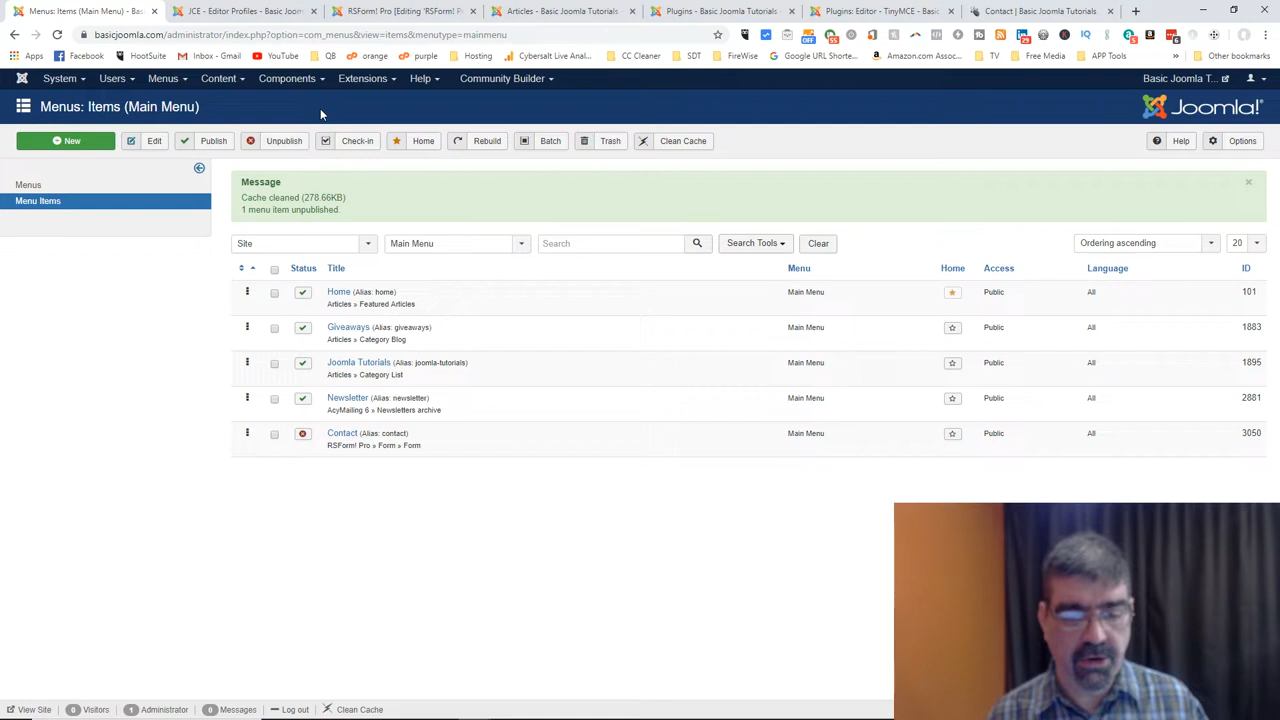 Menus: Items (Main Menu) - Bas
JCE - Editor Profiles - Basic Joom
RSForm! Pro [Editing 'RSForm! P
Articles - Basic Joomla Tutorials
Plugins - Basic Joomla Tutorials
Plugins: Editor - TinyMCE - Basic
Contact | Basic Joomla Tutorials
basicjoomla.com/administrator/index.php?option=com_menus&view=items&menutype=mainmenu
Apps
HootSuite
Inbox - Gmail
YouTube
QB
orange
purple
Hosting
Cybersalt Live Anal...
CC Cleaner
SDT
FireWise
Google URL Shorte...
Amazon.com Assoc...
TV
Free Media
APP Tools
»
Other bookmarks
System
Users
Menus
Content
Components
Extensions
Help
Community Builder
Basic Joomla T...
Menus: Items (Main Menu)
Joomla!
New
Edit
Publish
Unpublish
Check-in
Home
Rebuild
Batch
Trash
Clean Cache
Help
Options
Menus
Menu Items
Message
Cache cleaned (278.66KB)
1 menu item unpublished.
Site
Main Menu
Search
Search Tools
Clear
Ordering ascending
20
Status Title Menu Home Access Language ID
Home (Alias: home) Main Menu Public All 101
Articles » Featured Articles
Giveaways (Alias: giveaways) Main Menu Public All 1883
Articles » Category Blog
Joomla Tutorials (Alias: joomla-tutorials) Main Menu Public All 1895
Articles » Category List
Newsletter (Alias: newsletter) Main Menu Public All 2881
AcyMailing 6 » Newsletters archive
Contact (Alias: contact) Main Menu Public All 3050
RSForm! Pro » Form » Form
View Site
0 Visitors
1 Administrator
0 Messages
Log out
Clean Cache